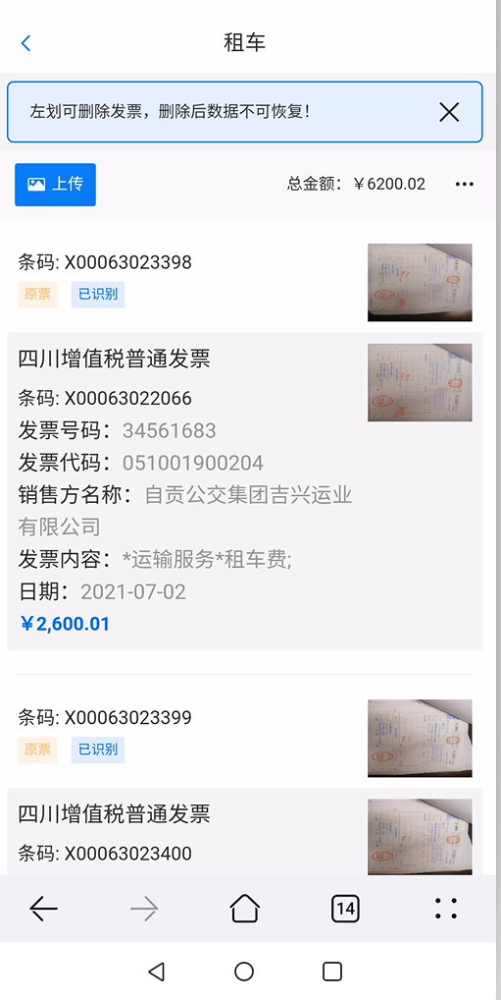 租车
左划可删除发票，删除后数据不可恢复！
上传
总金额：￥6200.02
条码: X00063023398
原票 已识别
四川增值税普通发票
条码: X00063022066
发票号码：34561683
发票代码：051001900204
销售方名称：自贡公交集团吉兴运业
有限公司
发票内容：*运输服务*租车费;
日期：2021-07-02
￥2,600.01
条码: X00063023399
原票 已识别
四川增值税普通发票
条码: X00063023400
14